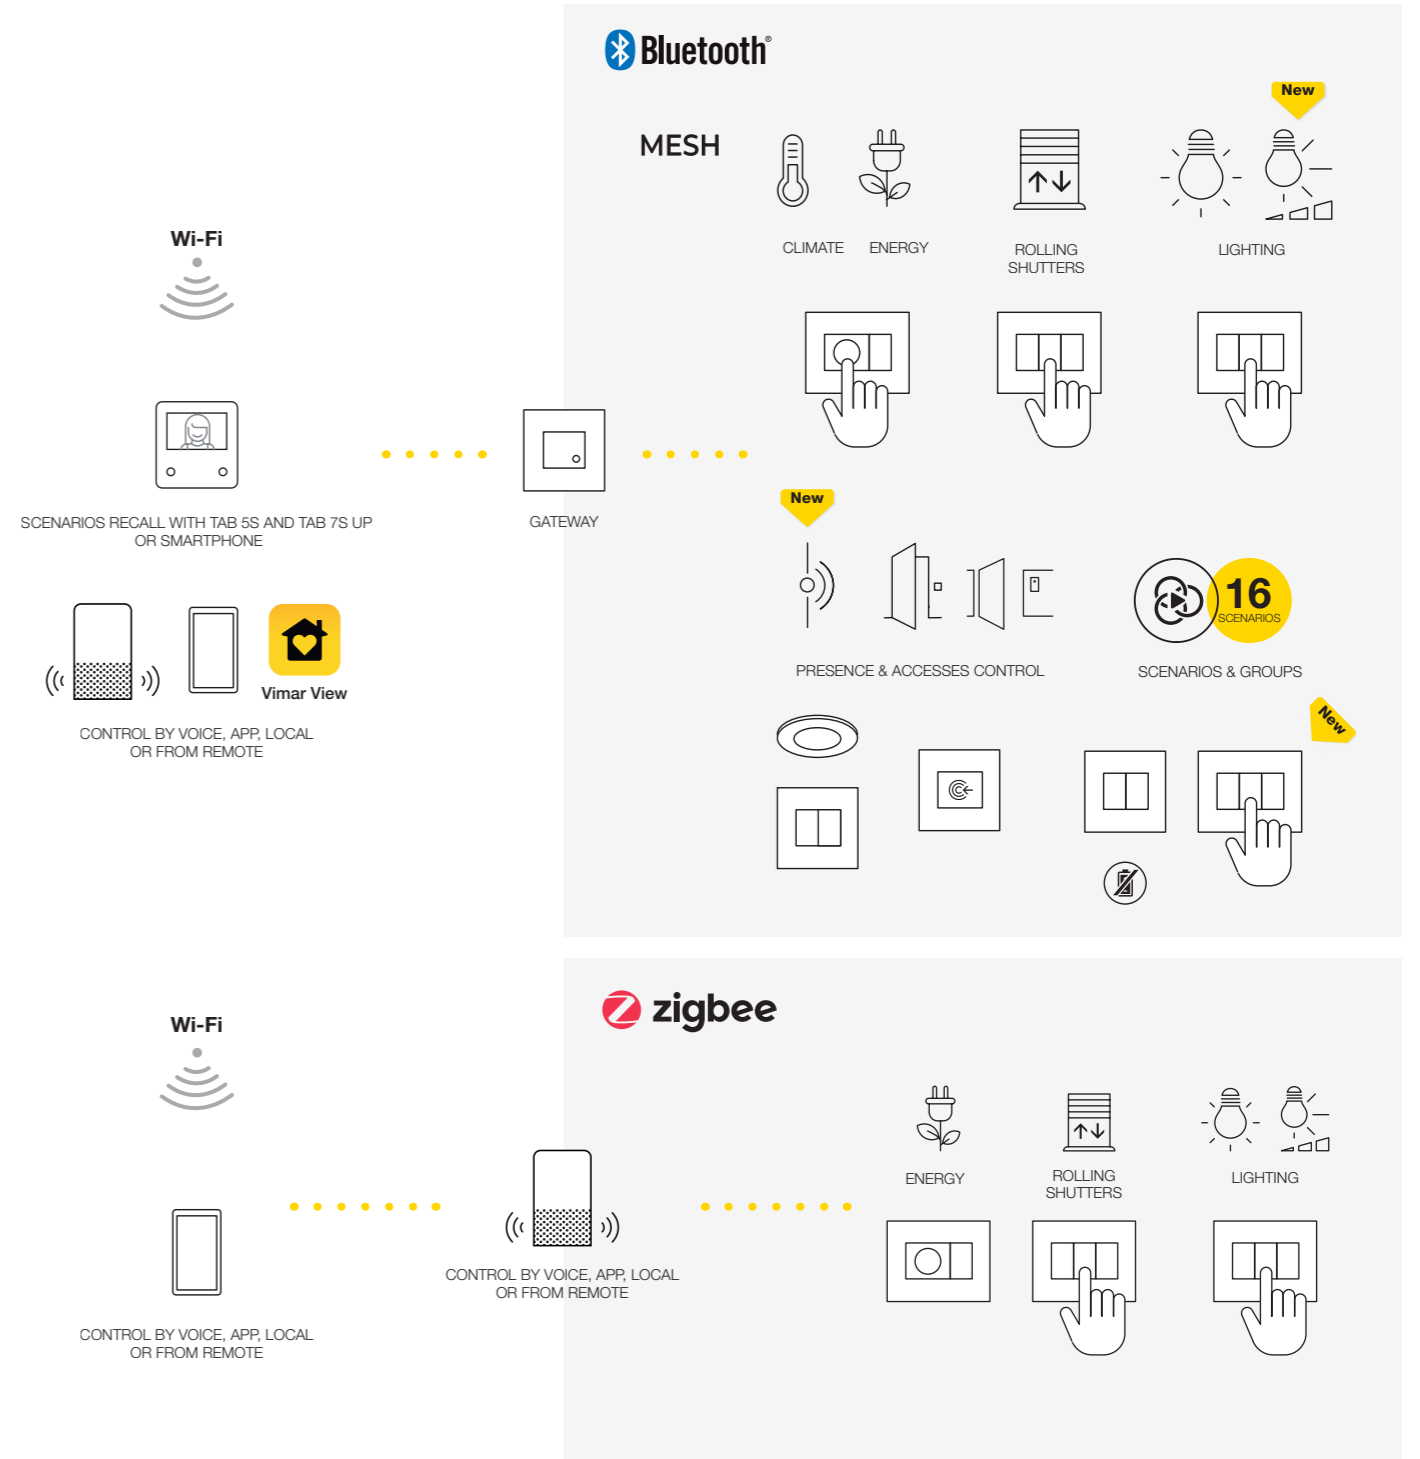 Bluetooth®
New
MESH
CLIMATE
ENERGY
ROLLING
SHUTTERS
LIGHTING
Wi-Fi
SCENARIOS RECALL WITH TAB 5S AND TAB 7S UP
OR SMARTPHONE
GATEWAY
Vimar View
CONTROL BY VOICE, APP, LOCAL
OR FROM REMOTE
New
PRESENCE & ACCESSES CONTROL
16
SCENARIOS
SCENARIOS & GROUPS
New
zigbee
Wi-Fi
ENERGY
ROLLING
SHUTTERS
LIGHTING
CONTROL BY VOICE, APP, LOCAL
OR FROM REMOTE
CONTROL BY VOICE, APP, LOCAL
OR FROM REMOTE